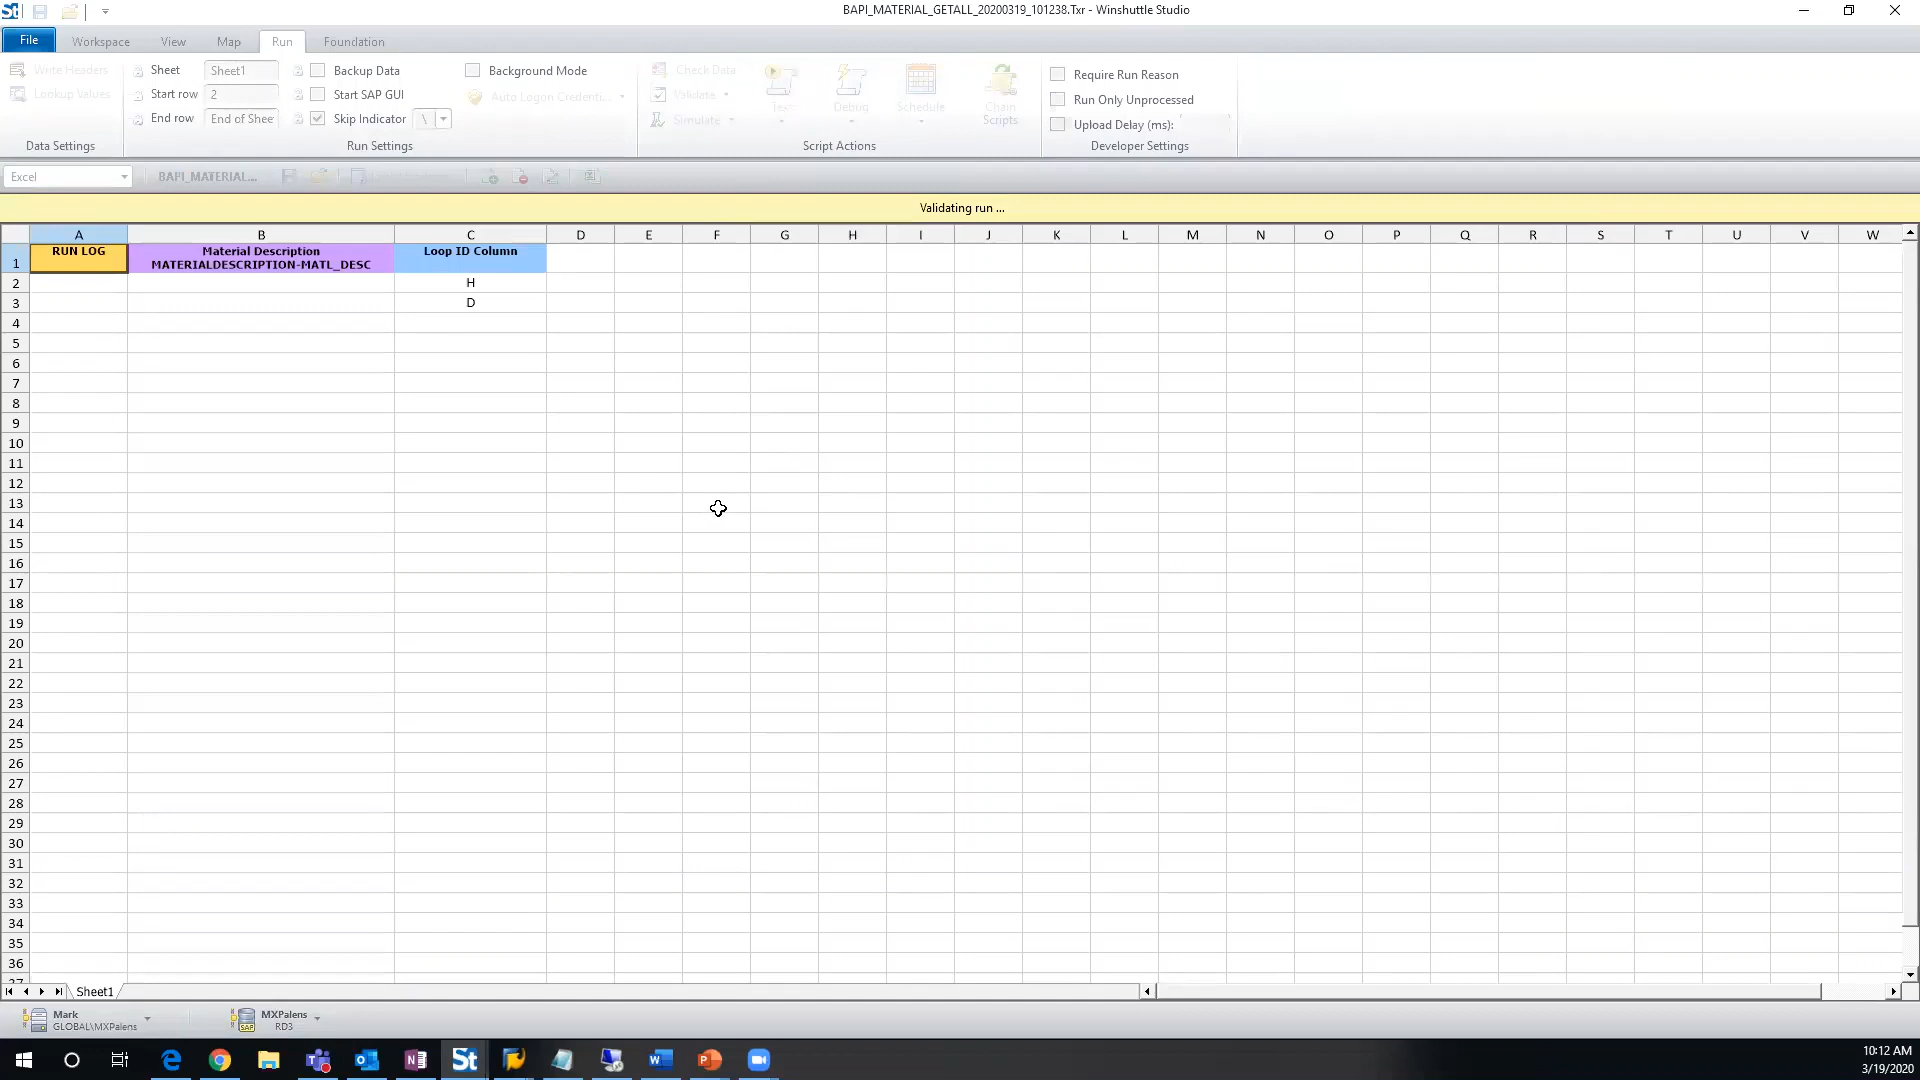 BAPI_MATERIAL_GETALL_20200319_101238.Txr - Winshuttle Studio
File Workspace View Map Run Foundation
Write Headers
Lookup Values
Data Settings
Sheet Sheet1
Start row 2
End row End of Shee
Backup Data
Start SAP GUI
Skip Indicator \
Background Mode
Auto Logon Credenti...
Run Settings
Check Data
Validate
Simulate
Test
Debug
Schedule
Chain Scripts
Script Actions
Require Run Reason
Run Only Unprocessed
Upload Delay (ms):
Developer Settings
Excel BAPI_MATERIAL...
Validating run ...
A B C D E F G H I J K L M N O P Q R S T U V W
1 RUN LOG Material Description Loop ID Column
MATERIALDESCRIPTION-MATL_DESC
2 H
3 D
4
5
6
7
8
9
10
11
12
13
14
15
16
17
18
19
20
21
22
23
24
25
26
27
28
29
30
31
32
33
34
35
36
37
Sheet1
Mark
GLOBAL\MXPalens
SAP
MXPalens
RD3
10:12 AM
3/19/2020